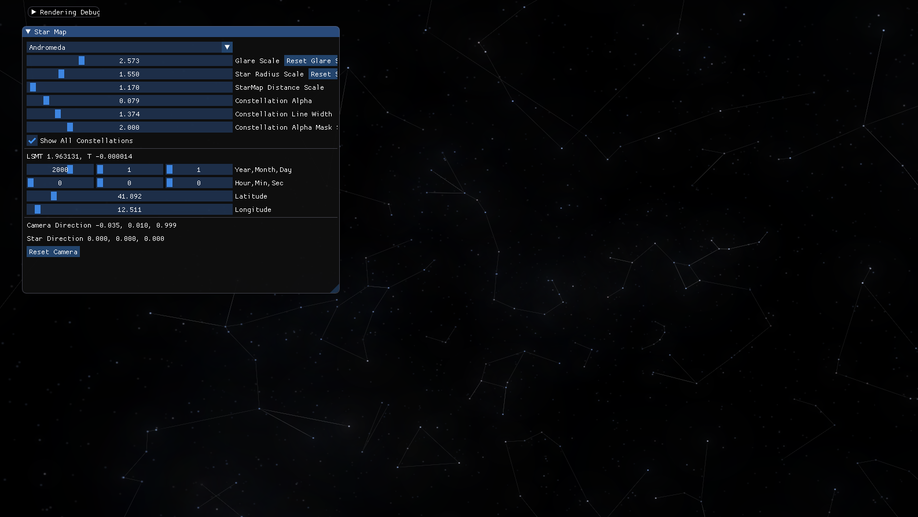 Rendering Debug
Star Map
Andromeda
2.573 Glare Scale Reset Glare S
1.550 Star Radius Scale Reset S
1.170 StarMap Distance Scale
0.079 Constellation Alpha
1.374 Constellation Line Width
2.000 Constellation Alpha Mask S
Show All Constellations
LSMT 1.963131, T -0.000014
2000 1 1 Year,Month,Day
0 0 0 Hour,Min,Sec
41.892 Latitude
12.511 Longitude
Camera Direction -0.035, 0.010, 0.999
Star Direction 0.000, 0.000, 0.000
Reset Camera